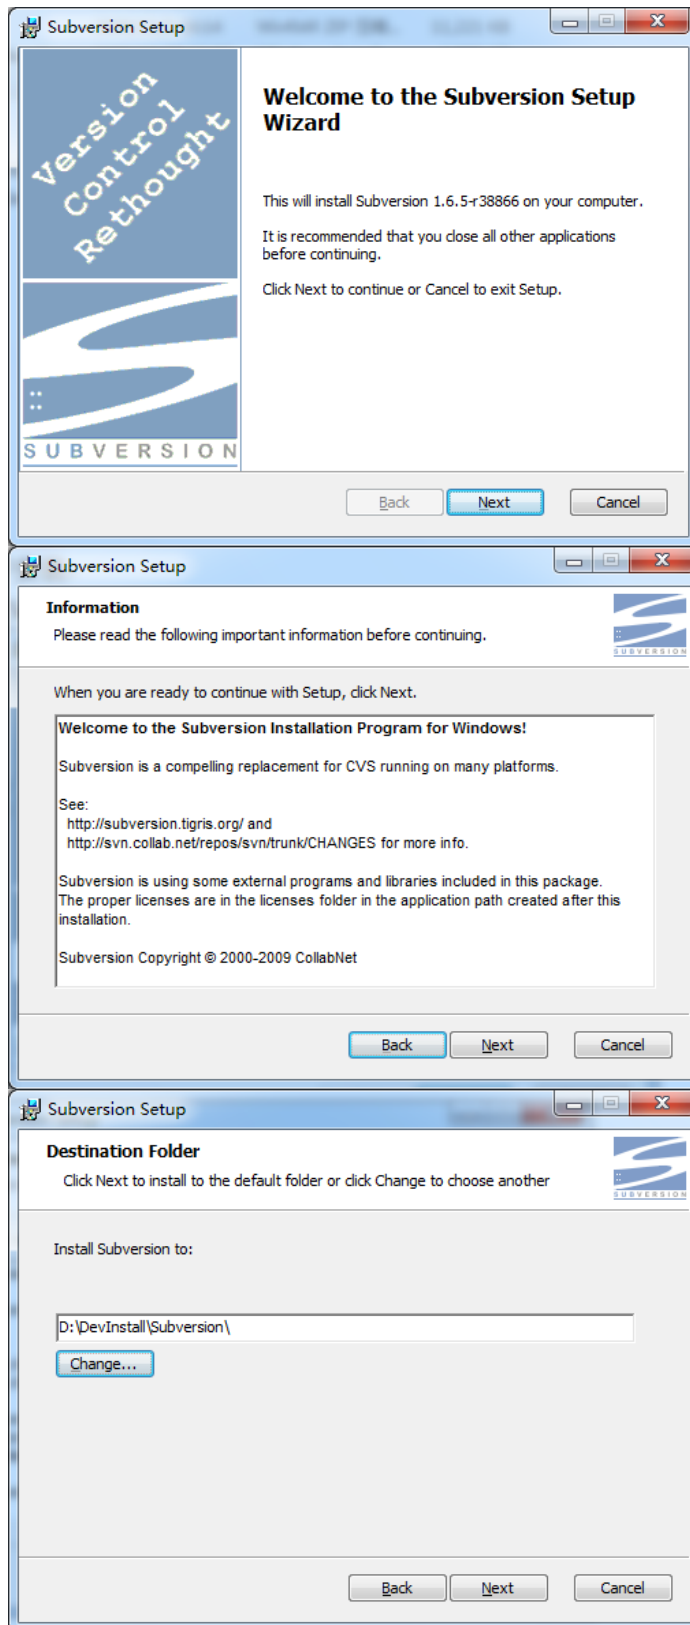 Subversion Setup
Version
Control
Rethought
SUBVERSION
Welcome to the Subversion Setup
Wizard
This will install Subversion 1.6.5-r38866 on your computer.
It is recommended that you close all other applications
before continuing.
Click Next to continue or Cancel to exit Setup.
Back Next Cancel
Subversion Setup
Information
Please read the following important information before continuing.
SUBVERSION
When you are ready to continue with Setup, click Next.
Welcome to the Subversion Installation Program for Windows!
Subversion is a compelling replacement for CVS running on many platforms.
See:
http://subversion.tigris.org/ and
http://svn.collab.net/repos/svn/trunk/CHANGES for more info.
Subversion is using some external programs and libraries included in this package.
The proper licenses are in the licenses folder in the application path created after this
installation.
Subversion Copyright © 2000-2009 CollabNet
Back Next Cancel
Subversion Setup
Destination Folder
Click Next to install to the default folder or click Change to choose another
SUBVERSION
Install Subversion to:
D:\DevInstall\Subversion\
Change...
Back Next Cancel